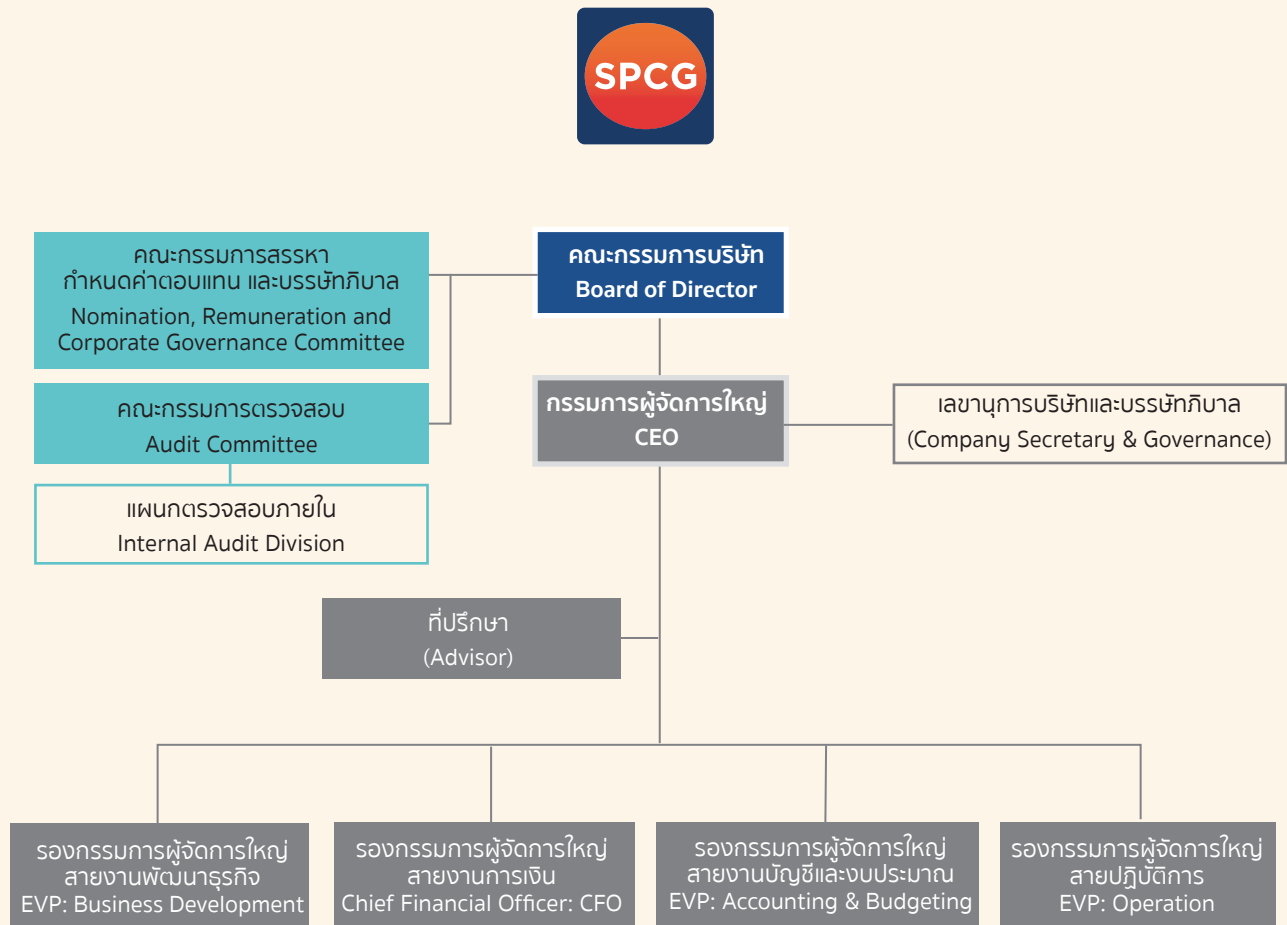 SPCG
คณะกรรมการสรรหา
กำหนดค่าตอบแทน และบรรษัทภิบาล
Nomination, Remuneration and
Corporate Governance Committee
คณะกรรมการบริษัท
Board of Director
คณะกรรมการตรวจสอบ
Audit Committee
กรรมการผู้จัดการใหญ่
CEO
เลขานุการบริษัทและบรรษัทภิบาล
(Company Secretary & Governance)
แผนกตรวจสอบภายใน
Internal Audit Division
ที่ปรึกษา
(Advisor)
รองกรรมการผู้จัดการใหญ่
สายงานพัฒนาธุรกิจ
EVP: Business Development
รองกรรมการผู้จัดการใหญ่
สายงานการเงิน
Chief Financial Officer: CFO
รองกรรมการผู้จัดการใหญ่
สายงานบัญชีและงบประมาณ
EVP: Accounting & Budgeting
รองกรรมการผู้จัดการใหญ่
สายปฏิบัติการ
EVP: Operation